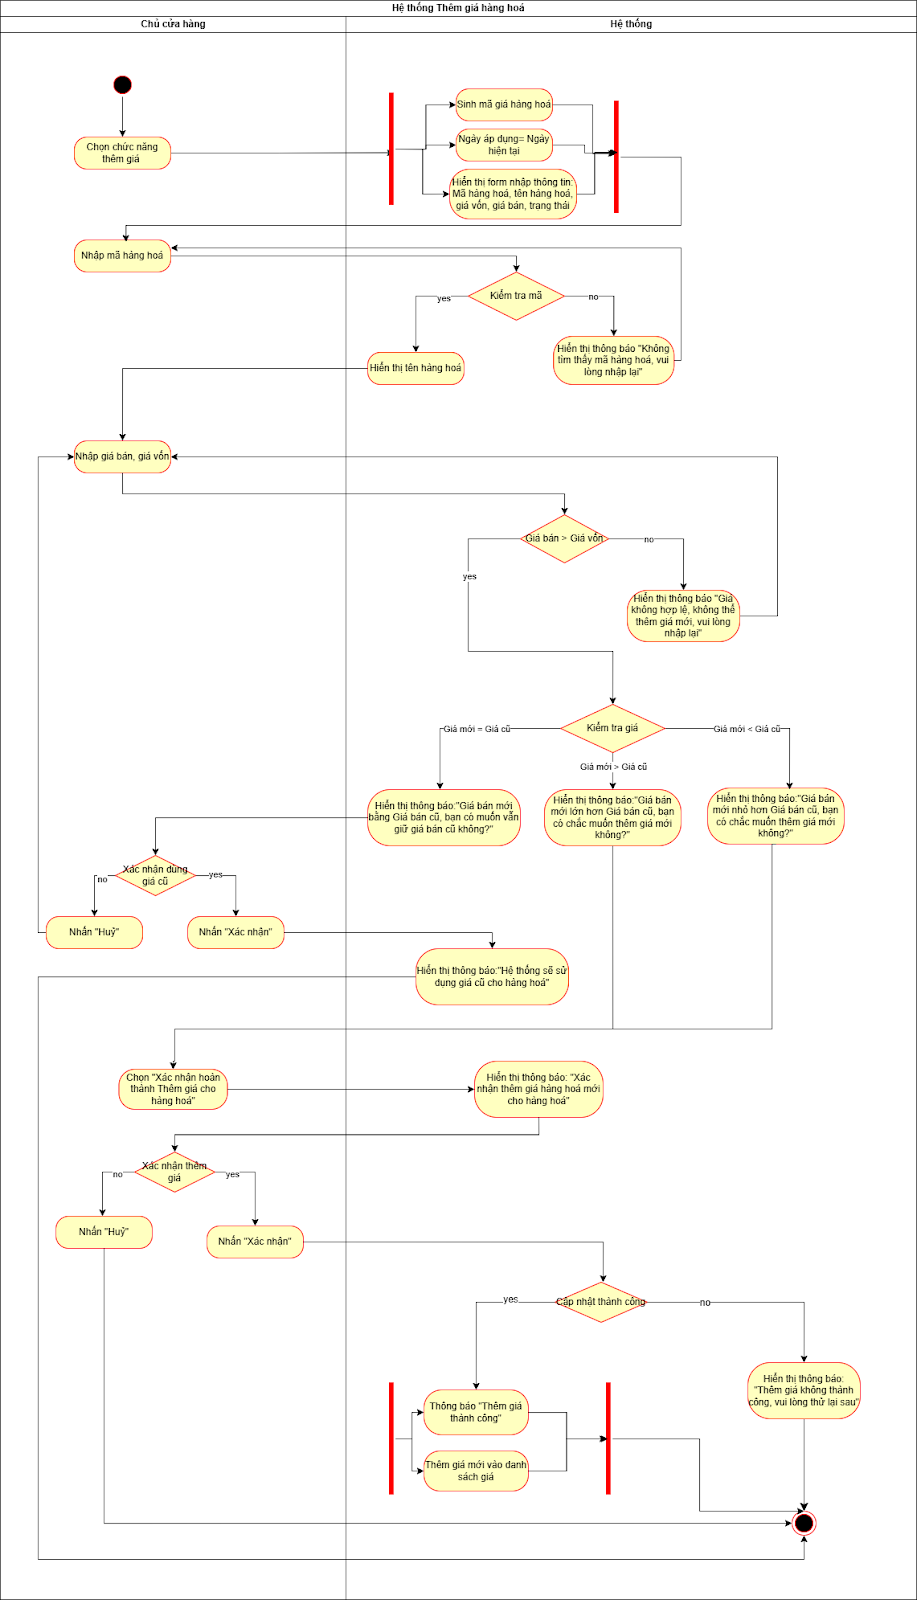 Hệ thống Thêm giá hàng hoá
Chủ cửa hàng
Hệ thống
Chọn chức năng
thêm giá
Sinh mã giá hàng hoá
Ngày áp dụng= Ngày
hiện tại
Hiển thị form nhập thông tin:
Mã hàng hoá, tên hàng hoá,
giá vốn, giá bán, trạng thái
Nhập mã hàng hoá
Kiểm tra mã
yes
no
Hiển thị tên hàng hoá
Hiển thị thông báo "Không
tìm thấy mã hàng hoá, vui
lòng nhập lại"
Nhập giá bán, giá vốn
Giá bán > Giá vốn
no
yes
Hiển thị thông báo "Giá
không hợp lệ, không thể
thêm giá mới, vui lòng
nhập lại"
Kiểm tra giá
Giá mới = Giá cũ
Giá mới < Giá cũ
Giá mới > Giá cũ
Hiển thị thông báo:"Giá bán mới
bằng Giá bán cũ, bạn có muốn vẫn
giữ giá bán cũ không?"
Hiển thị thông báo:"Giá bán
mới lớn hơn Giá bán cũ, bạn
có chắc muốn thêm giá mới
không?"
Hiển thị thông báo:"Giá bán
mới nhỏ hơn Giá bán cũ, bạn
có chắc muốn thêm giá mới
không?"
Xác nhận dùng
giá cũ
no
yes
Nhấn "Huỷ"
Nhấn "Xác nhận"
Hiển thị thông báo:"Hệ thống sẽ sử
dụng giá cũ cho hàng hoá"
Chọn "Xác nhận hoàn
thành Thêm giá cho
hàng hoá"
Hiển thị thông báo: "Xác
nhận thêm giá hàng hoá mới
cho hàng hoá"
Xác nhận thêm
giá
no
yes
Nhấn "Huỷ"
Nhấn "Xác nhận"
Cập nhật thành công
yes
no
Hiển thị thông báo:
"Thêm giá không thành
công, vui lòng thử lại sau"
Thông báo "Thêm giá
thành công"
Thêm giá mới vào danh
sách giá